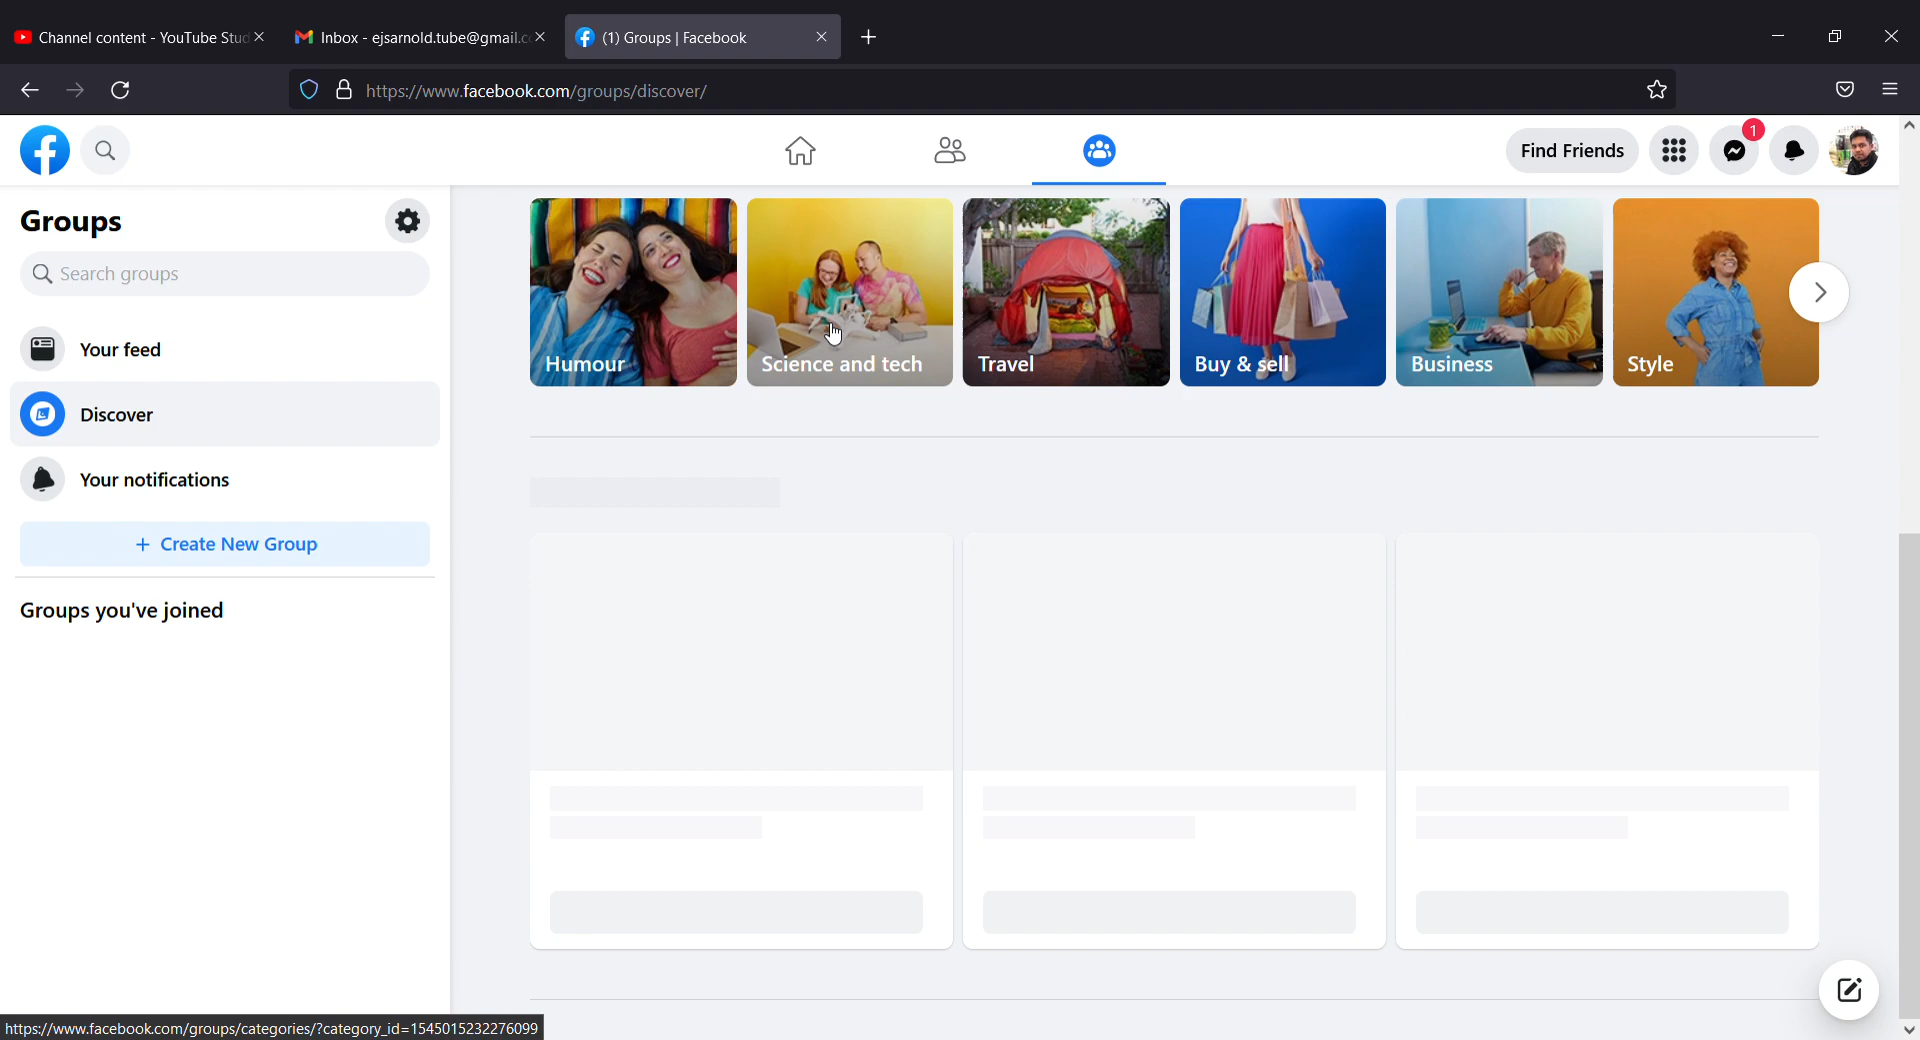 Channel content - YouTube Stud
Inbox - ejsarnold.tube@gmail.c
(1) Groups | Facebook
https://www.facebook.com/groups/discover/
Find Friends
1
Groups
Search groups
Your feed
Discover
Your notifications
+ Create New Group
Groups you've joined
Humour
Science and tech
Travel
Buy & sell
Business
Style
https://www.facebook.com/groups/categories/?category_id=1545015232276099